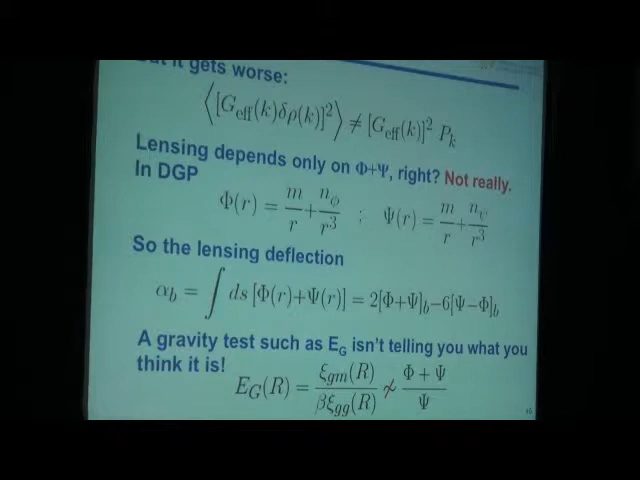 But it gets worse:
⟨[G_eff(k)δρ(k)]²⟩ ≠ [G_eff(k)]² P_k
Lensing depends only on Φ+Ψ, right? Not really.
In DGP
Φ(r) = m/r + n_φ/r³ ; Ψ(r) = m/r + n_ψ/r³
So the lensing deflection
α_b = ∫ ds [Φ(r)+Ψ(r)] = 2[Φ+Ψ]_b−6[Ψ−Φ]_b
A gravity test such as E_G isn't telling you what you
think it is!
E_G(R) = ξ_gm(R)/βξ_gg(R) ≁ Φ + Ψ/Ψ